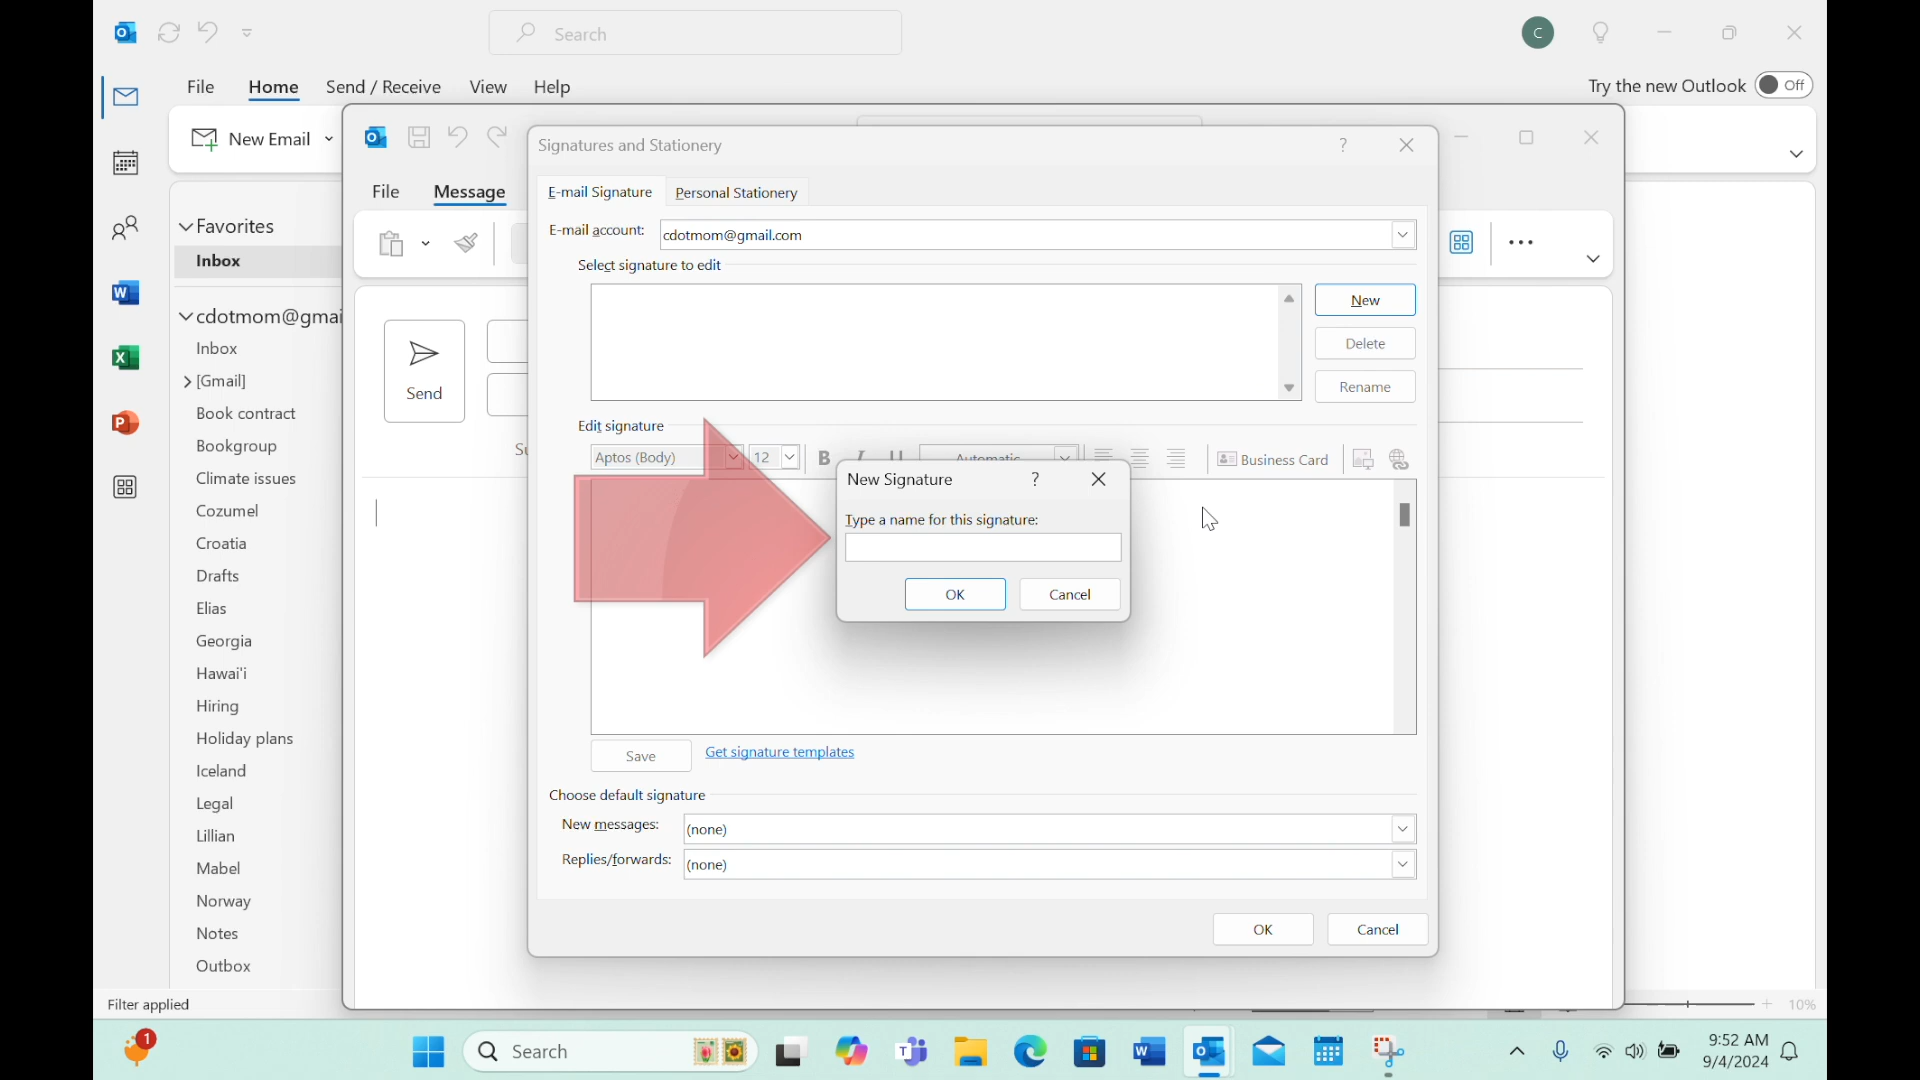 Search
C
File Home Send / Receive View Help
Try the new Outlook Off
New Email
Signatures and Stationery ?
File Message
E-mail Signature Personal Stationery
Favorites
Inbox
E-mail account: cdotmom@gmail.com
Select signature to edit
New
cdotmom@gmai
Inbox
Delete
[Gmail]
Rename
Send
Book contract
Edit signature
Bookgroup
Su
Aptos (Body) 12 B I U Automatic Business Card
Climate issues
New Signature ?
Cozumel
Type a name for this signature:
Croatia
Drafts
OK Cancel
Elias
Georgia
Hawai'i
Hiring
Holiday plans
Save Get signature templates
Iceland
Choose default signature
Legal
New messages: (none)
Lillian
Replies/forwards: (none)
Mabel
Norway
OK Cancel
Notes
Outbox
Filter applied
10%
1
Search
9:52 AM
9/4/2024